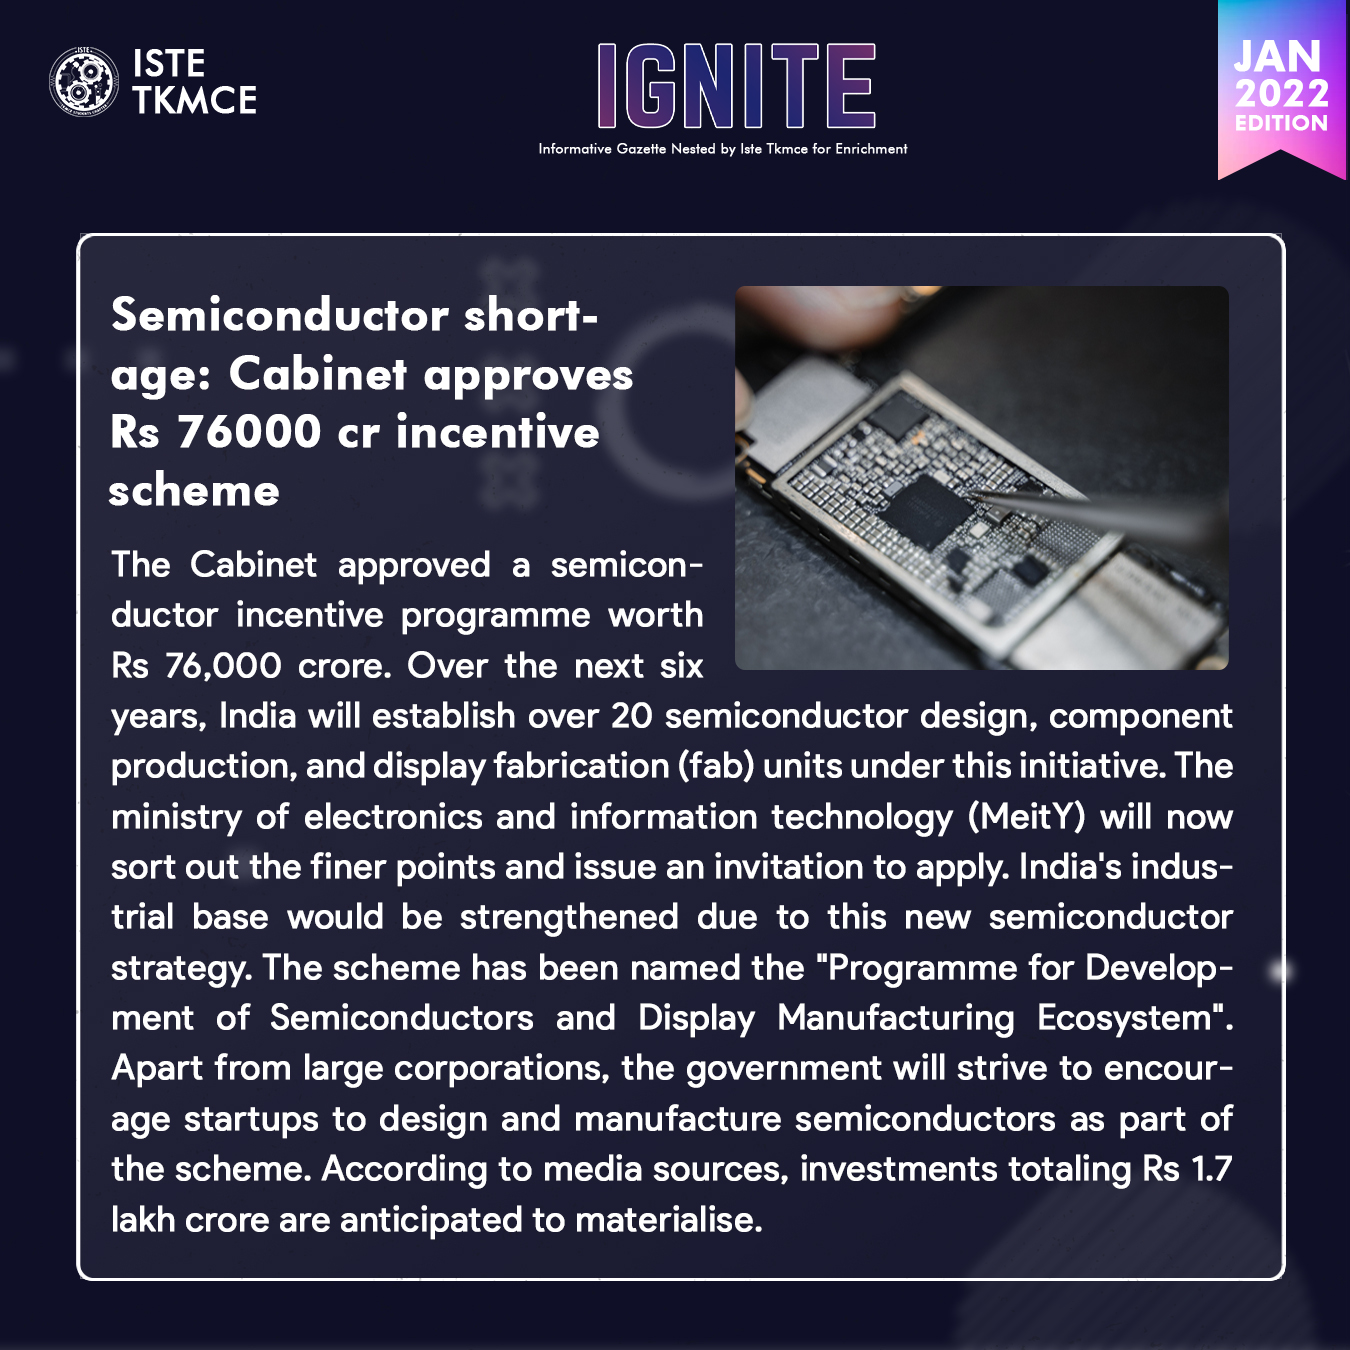 ISTE
TKMCE
IGNITE
Informative Gazette Nested by Iste Tkmce for Enrichment
JAN
2022
EDITION
Semiconductor short-
age: Cabinet approves
Rs 76000 cr incentive
scheme
The Cabinet approved a semicon-
ductor incentive programme worth
Rs 76,000 crore. Over the next six
years, India will establish over 20 semiconductor design, component
production, and display fabrication (fab) units under this initiative. The
ministry of electronics and information technology (MeitY) will now
sort out the finer points and issue an invitation to apply. India's indus-
trial base would be strengthened due to this new semiconductor
strategy. The scheme has been named the "Programme for Develop-
ment of Semiconductors and Display Manufacturing Ecosystem".
Apart from large corporations, the government will strive to encour-
age startups to design and manufacture semiconductors as part of
the scheme. According to media sources, investments totaling Rs 1.7
lakh crore are anticipated to materialise.